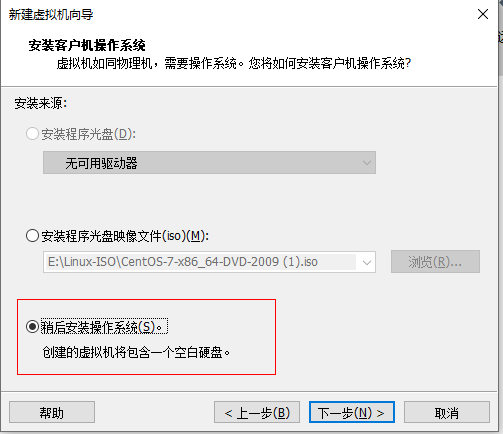 新建虚拟机向导
安装客户机操作系统
虚拟机如同物理机，需要操作系统。您将如何安装客户机操作系统?
安装来源:
安装程序光盘(D):
无可用驱动器
安装程序光盘映像文件(iso)(M):
E:\Linux-ISO\CentOS-7-x86_64-DVD-2009 (1).iso
浏览(R)...
稍后安装操作系统(S)。
创建的虚拟机将包含一个空白硬盘。
帮助
< 上一步(B)
下一步(N) >
取消